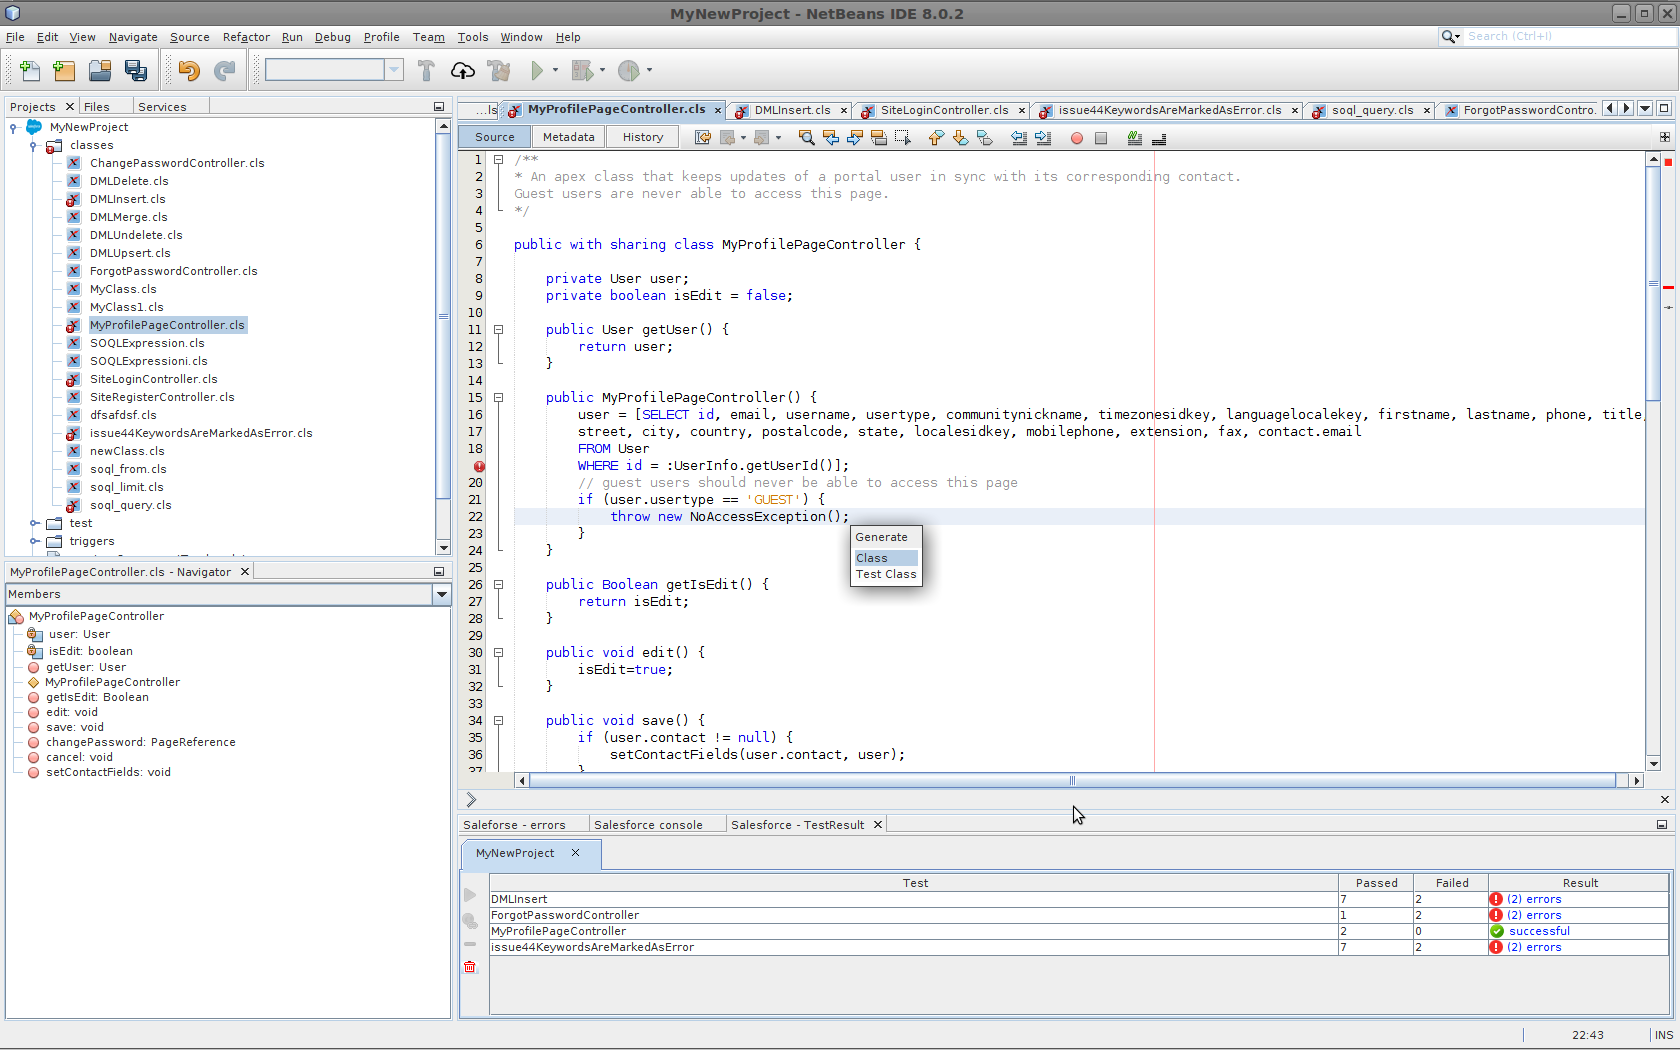 MyNewProject - NetBeans IDE 8.0.2
File Edit View Navigate Source Refactor Run Debug Profile Team Tools Window Help
Search (Ctrl+I)
Projects Files Services
MyNewProject
classes
ChangePasswordController.cls
DMLDelete.cls
DMLInsert.cls
DMLMerge.cls
DMLUndelete.cls
DMLUpsert.cls
ForgotPasswordController.cls
MyClass.cls
MyClass1.cls
MyProfilePageController.cls
SOQLExpression.cls
SOQLExpressioni.cls
SiteLoginController.cls
SiteRegisterController.cls
dfsafdsf.cls
issue44KeywordsAreMarkedAsError.cls
newClass.cls
soql_from.cls
soql_limit.cls
soql_query.cls
test
triggers
MyProfilePageController.cls - Navigator
Members
MyProfilePageController
user: User
isEdit: boolean
getUser: User
MyProfilePageController
getIsEdit: Boolean
edit: void
save: void
changePassword: PageReference
cancel: void
setContactFields: void
...ls MyProfilePageController.cls DMLInsert.cls SiteLoginController.cls issue44KeywordsAreMarkedAsError.cls soql_query.cls ForgotPasswordContro.
Source Metadata History
1 /**
2 * An apex class that keeps updates of a portal user in sync with its corresponding contact.
3 Guest users are never able to access this page.
4 */
5
6 public with sharing class MyProfilePageController {
7
8 private User user;
9 private boolean isEdit = false;
10
11 public User getUser() {
12 return user;
13 }
14
15 public MyProfilePageController() {
16 user = [SELECT id, email, username, usertype, communitynickname, timezonesidkey, languagelocalekey, firstname, lastname, phone, title,
17 street, city, country, postalcode, state, localesidkey, mobilephone, extension, fax, contact.email
18 FROM User
WHERE id = :UserInfo.getUserId()];
20 // guest users should never be able to access this page
21 if (user.usertype == 'GUEST') {
22 throw new NoAccessException();
23 }
24 }
25
26 public Boolean getIsEdit() {
27 return isEdit;
28 }
29
30 public void edit() {
31 isEdit=true;
32 }
33
34 public void save() {
35 if (user.contact != null) {
36 setContactFields(user.contact, user);
37 }
Generate
Class
Test Class
Saleforse - errors Salesforce console Salesforce - TestResult
MyNewProject
Test Passed Failed Result
DMLInsert 7 2 (2) errors
ForgotPasswordController 1 2 (2) errors
MyProfilePageController 2 0 successful
issue44KeywordsAreMarkedAsError 7 2 (2) errors
22:43 INS